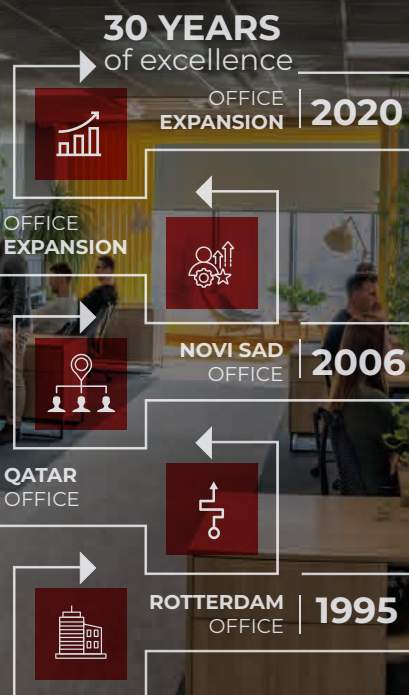 30 YEARS
of excellence
OFFICE
EXPANSION
2020
OFFICE
EXPANSION
NOVI SAD
OFFICE
2006
QATAR
OFFICE
ROTTERDAM
OFFICE
1995